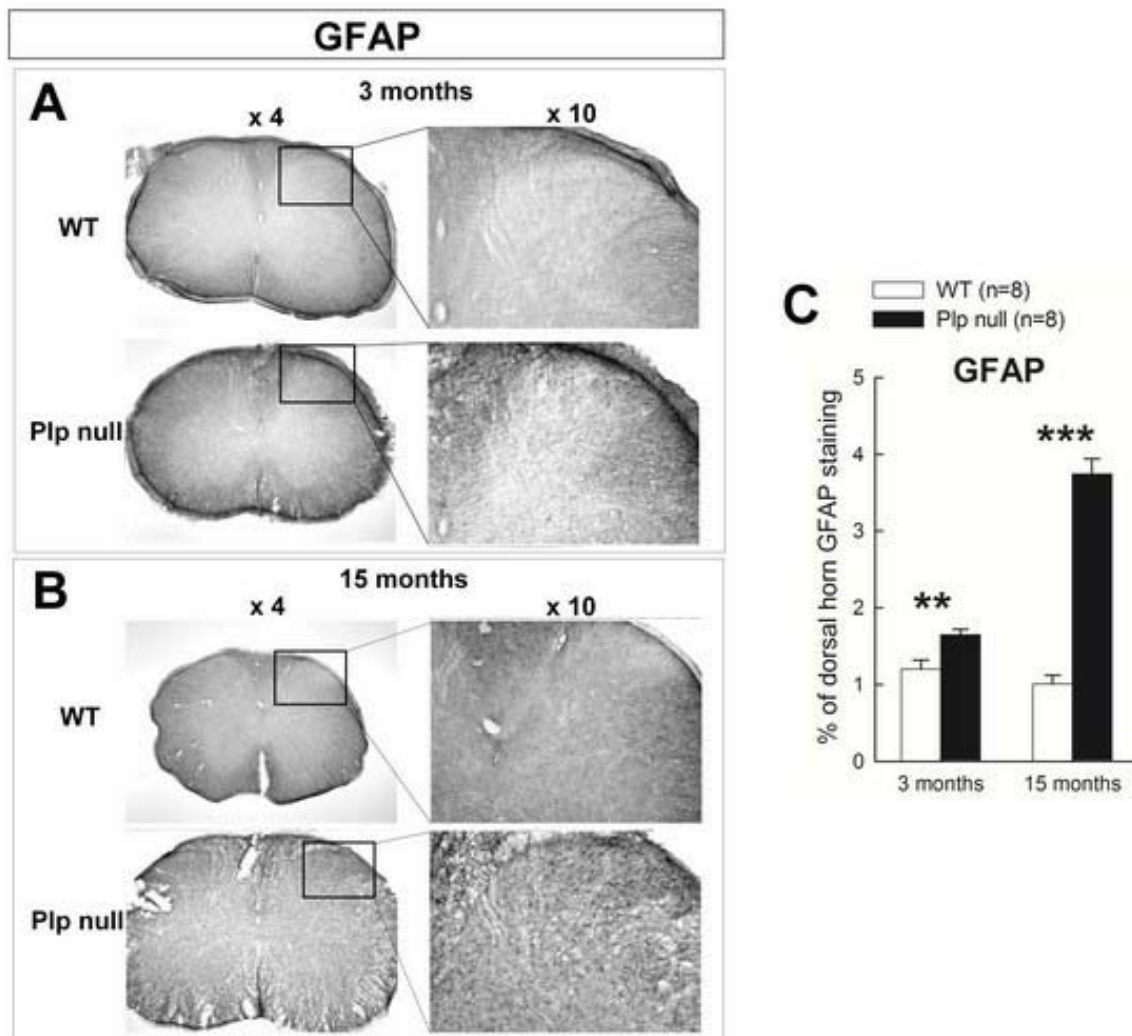 GFAP
A
3 months
x 4
x 10
WT
Plp null
B
15 months
x 4
x 10
WT
Plp null
C
WT (n=8)
Plp null (n=8)
GFAP
% of dorsal horn GFAP staining
5
4
3
2
1
0
**
***
3 months
15 months